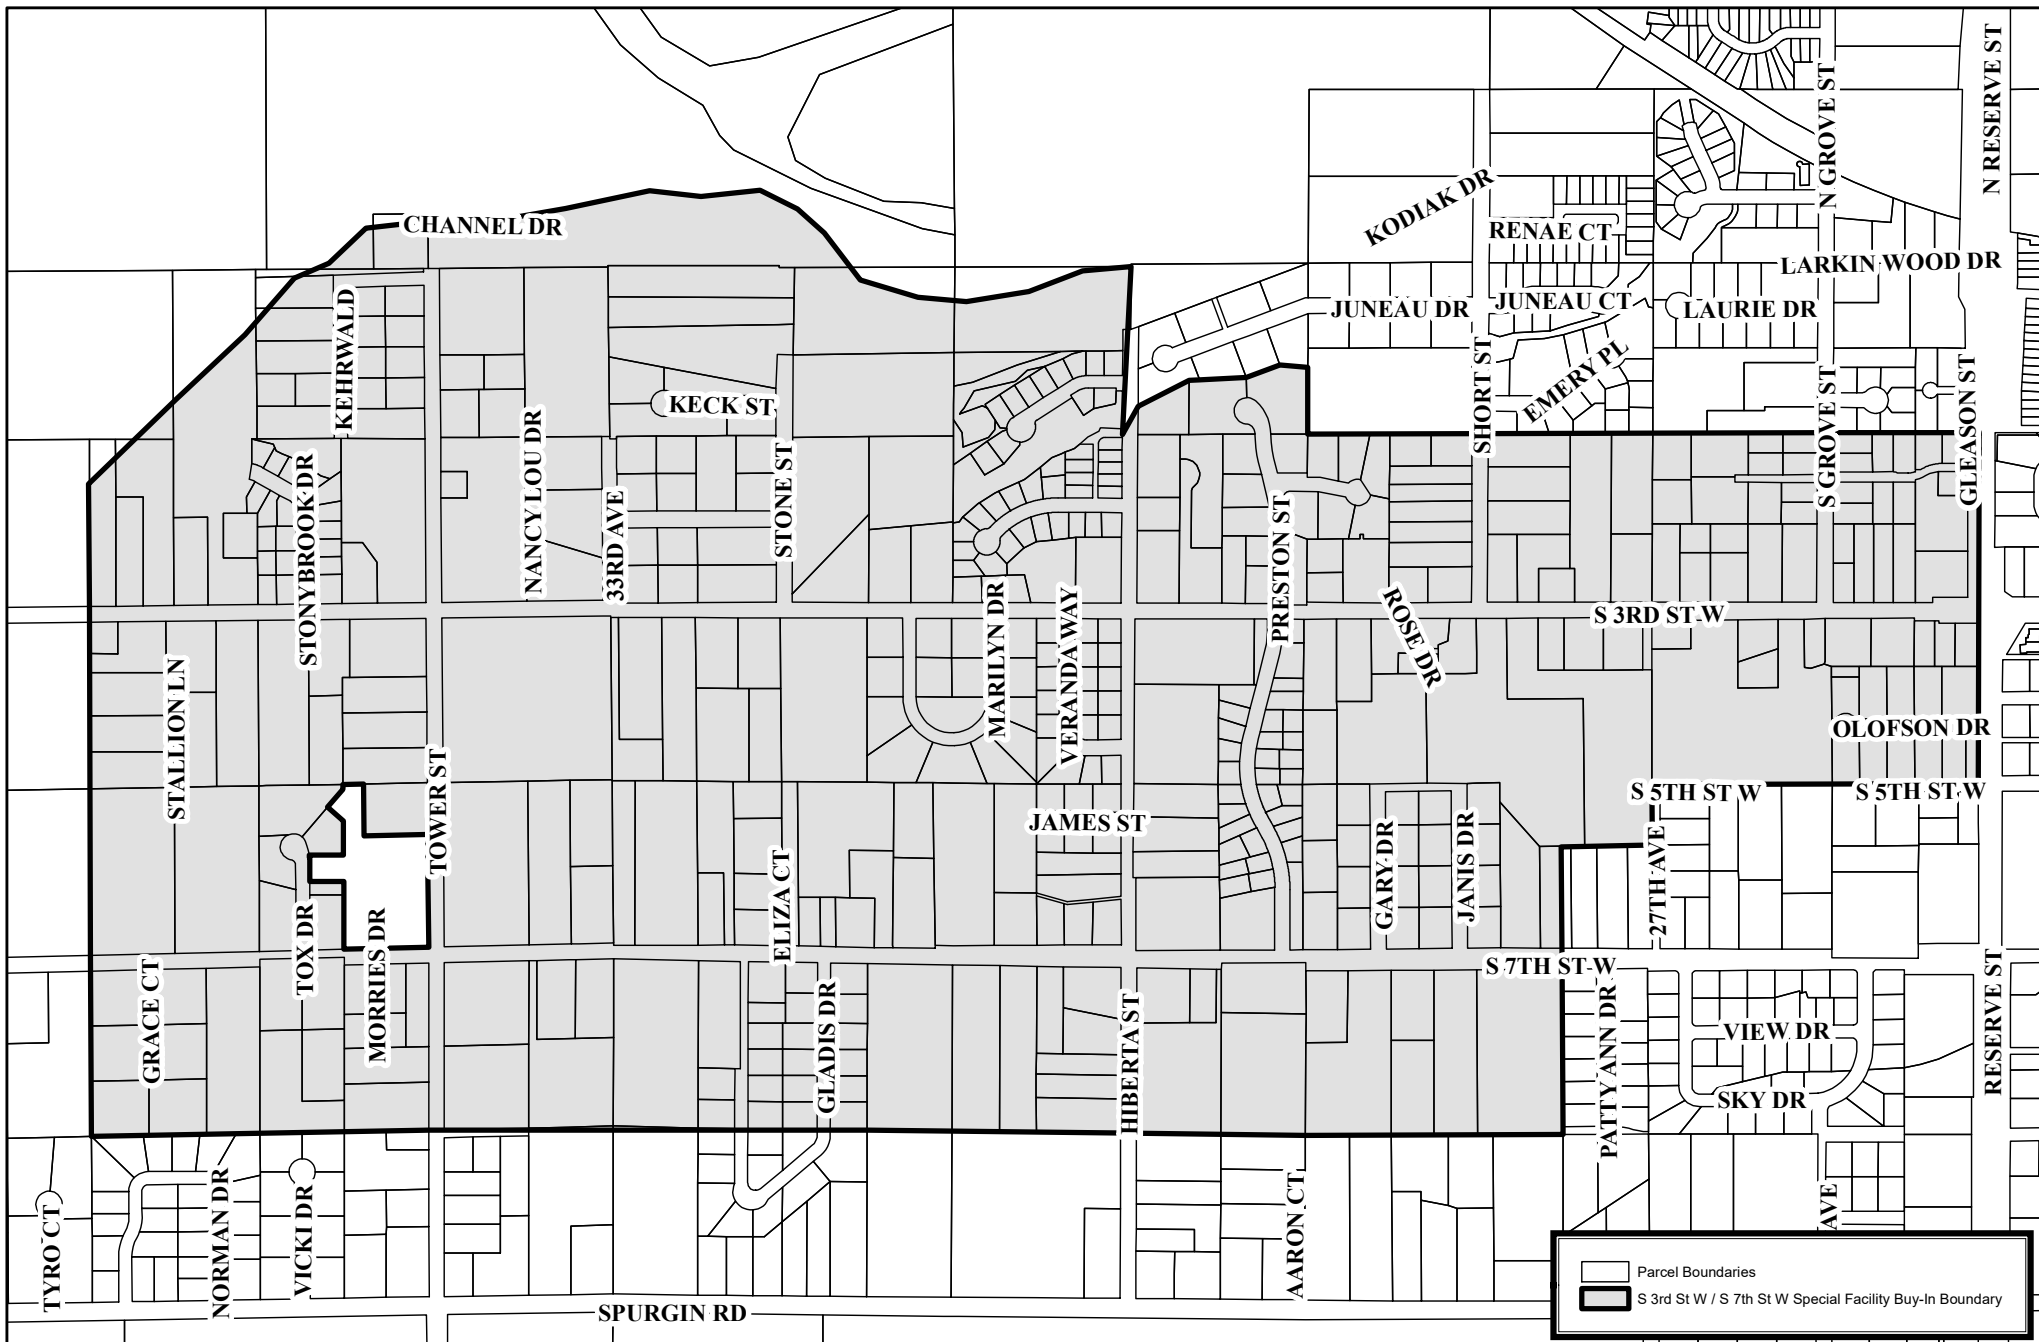 N RESERVE ST
N GROVE ST
KODIAK DR
CHANNEL DR
RENAE CT
LARKIN WOOD DR
KEHRWALD
JUNEAU DR
JUNEAU CT
LAURIE DR
SHORT ST
EMERY PL
S GROVE ST
GLEASON ST
KECK ST
NANCY LOU DR
STONYBROOK DR
33RD AVE
STONE ST
PRESTON ST
MARILYN DR
VERANDA WAY
ROSE DR
S 3RD ST W
STALLION LN
OLOFSON DR
TOWER ST
S 5TH ST W
S 5TH ST W
JAMES ST
GARY DR
JANIS DR
27TH AVE
ELIZA CT
TOX DR
MORRIES DR
S 7TH ST W
GRACE CT
GLADIS DR
HIBERTA ST
PATTY ANN DR
VIEW DR
RESERVE ST
SKY DR
TYRO CT
NORMAN DR
VICKI DR
AARON CT
AVE
SPURGIN RD
Parcel Boundaries
S 3rd St W / S 7th St W Special Facility Buy-In Boundary